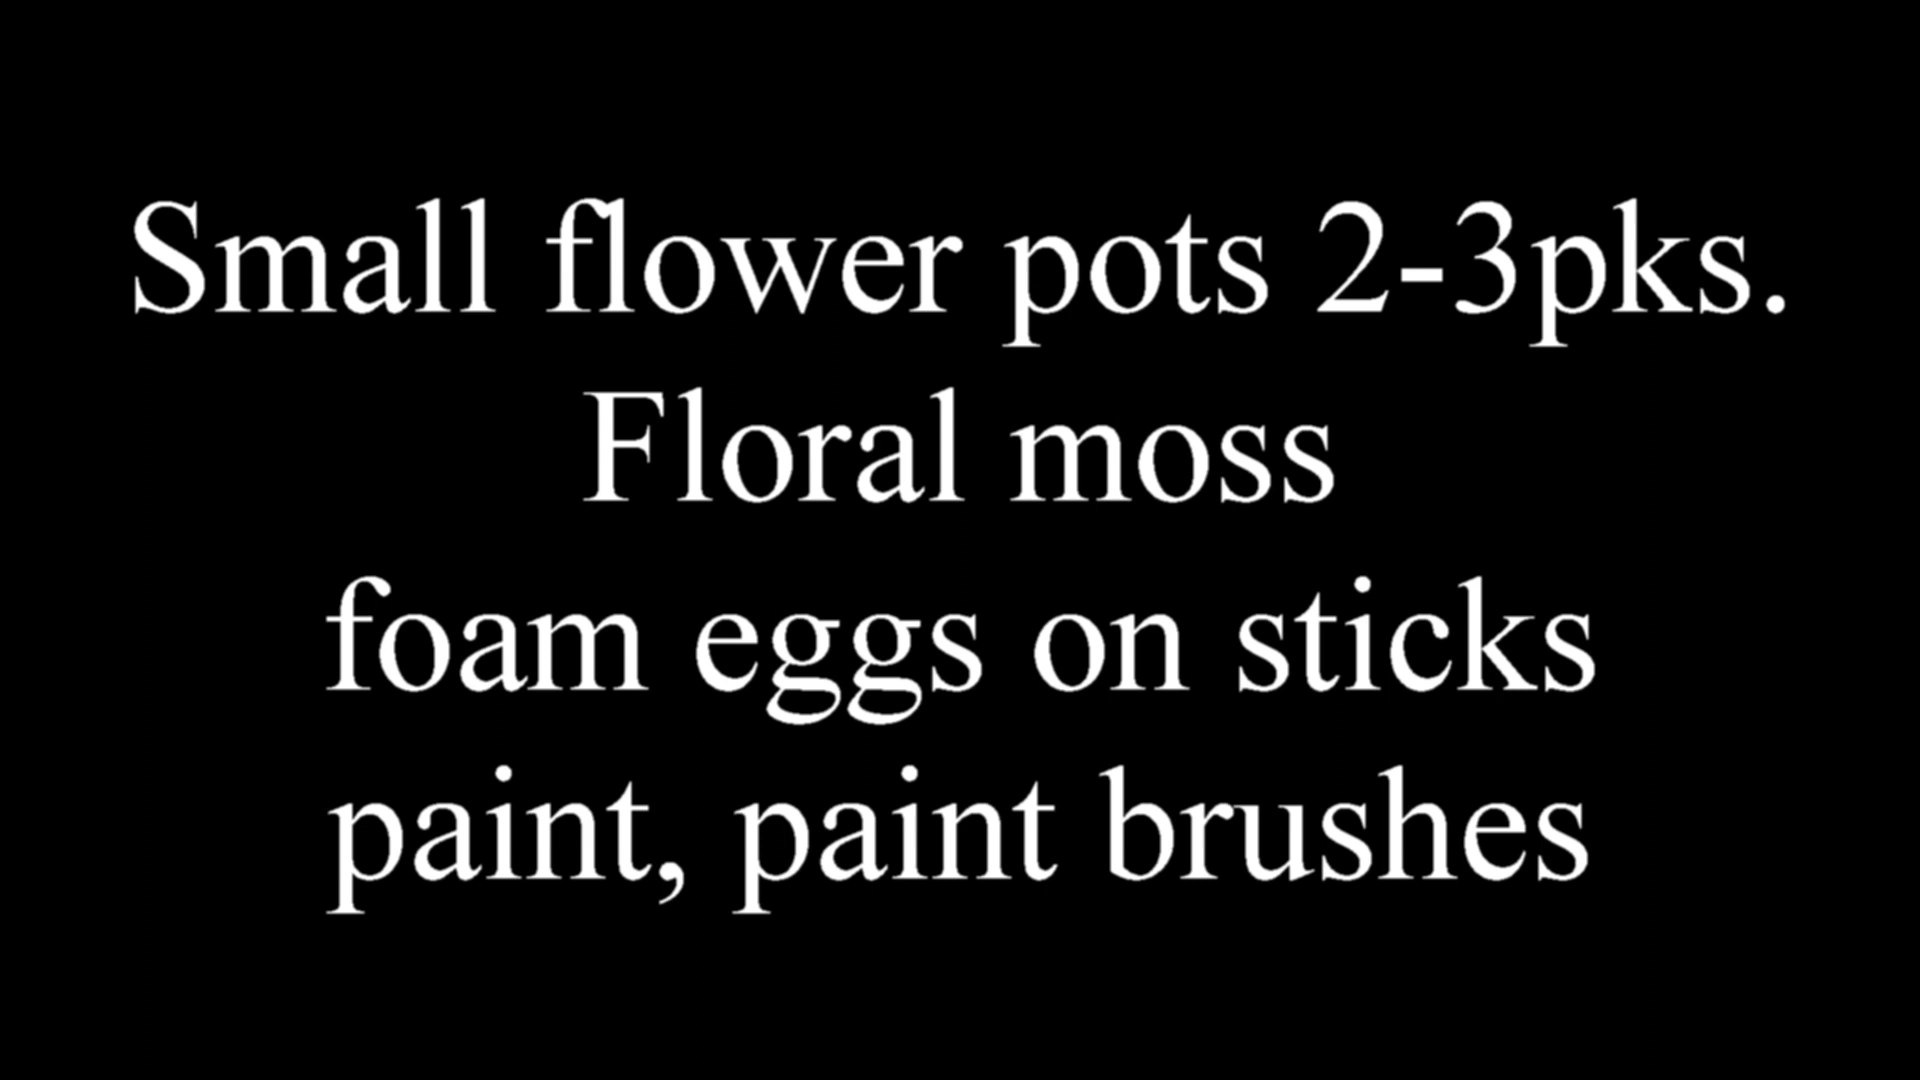 Small flower pots 2-3pks.
Floral moss
foam eggs on sticks
paint, paint brushes